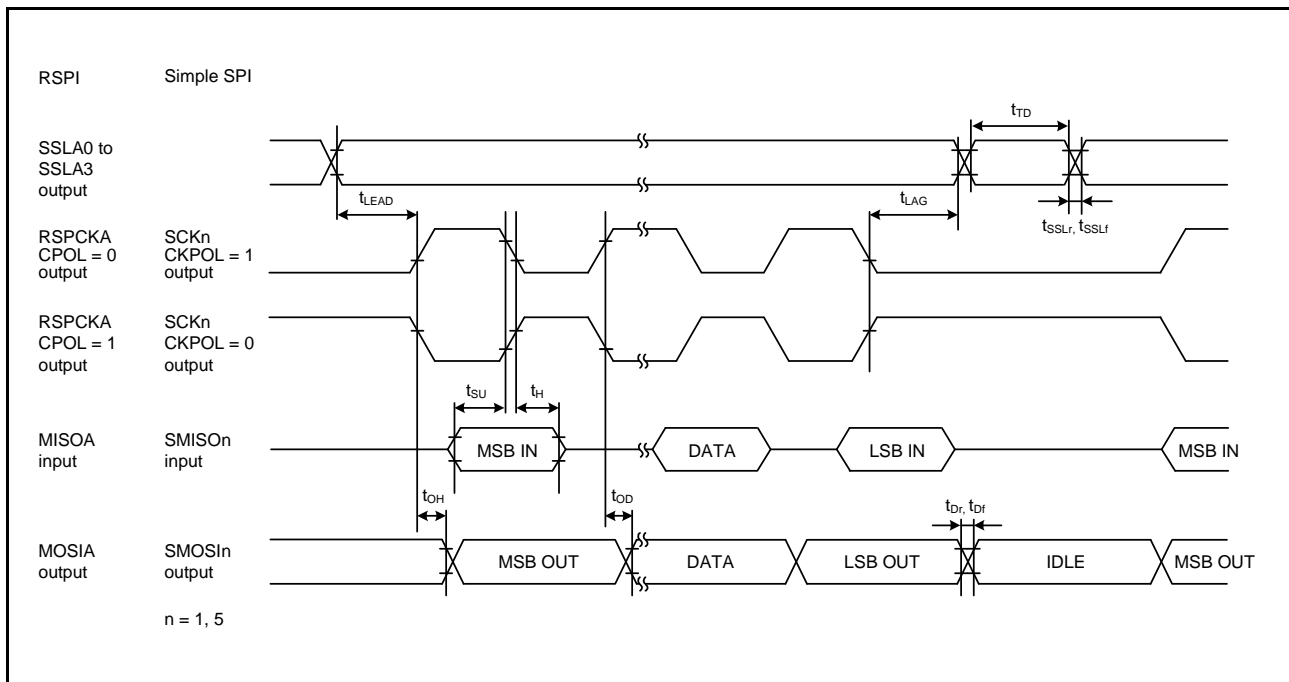 RSPI
Simple SPI
tTD
SSLA0 to
SSLA3
output
tLEAD
tLAG
tSSLr, tSSLf
RSPCKA
CPOL = 0
output
SCKn
CKPOL = 1
output
RSPCKA
CPOL = 1
output
SCKn
CKPOL = 0
output
tSU
tH
MISOA
input
SMISOn
input
MSB IN
DATA
LSB IN
MSB IN
tOH
tOD
tDr, tDf
MOSIA
output
SMOSIn
output
MSB OUT
DATA
LSB OUT
IDLE
MSB OUT
n = 1, 5